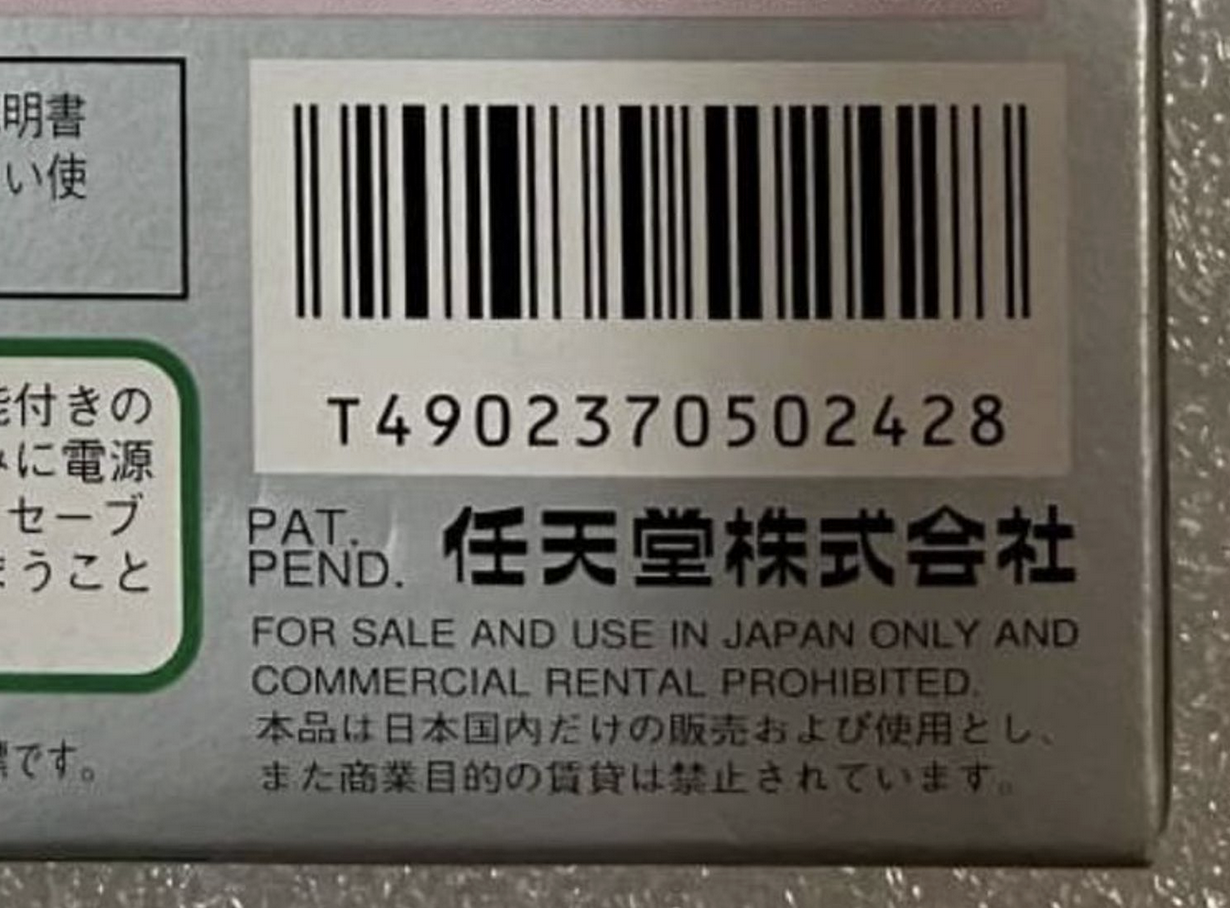 明書
い使
付きの
に電源
セーブ
うこと
です。
T4902370502428
PAT.
PEND.
任天堂株式会社
FOR SALE AND USE IN JAPAN ONLY AND
COMMERCIAL RENTAL PROHIBITED.
本品は日本国内だけの販売および使用とし、
また商業目的の賃貸は禁止されています。